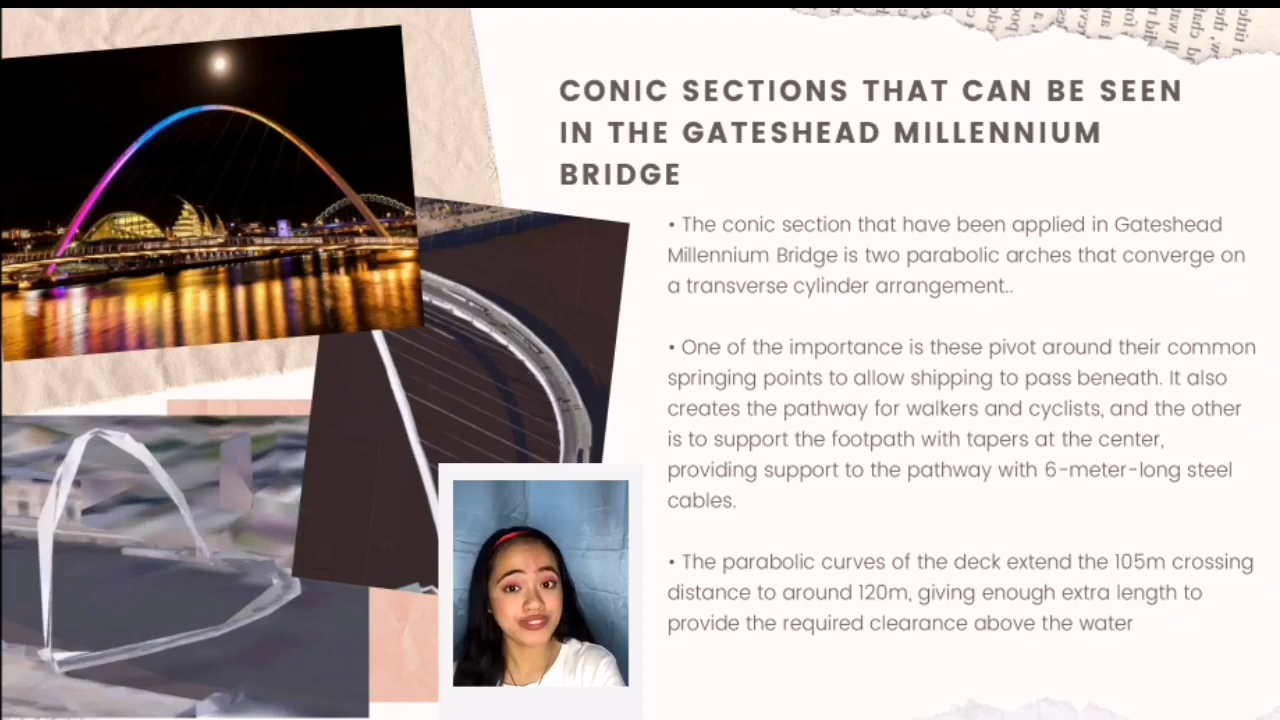 CONIC SECTIONS THAT CAN BE SEEN
IN THE GATESHEAD MILLENNIUM
BRIDGE
• The conic section that have been applied in Gateshead
Millennium Bridge is two parabolic arches that converge on
a transverse cylinder arrangement..
• One of the importance is these pivot around their common
springing points to allow shipping to pass beneath. It also
creates the pathway for walkers and cyclists, and the other
is to support the footpath with tapers at the center,
providing support to the pathway with 6-meter-long steel
cables.
• The parabolic curves of the deck extend the 105m crossing
distance to around 120m, giving enough extra length to
provide the required clearance above the water